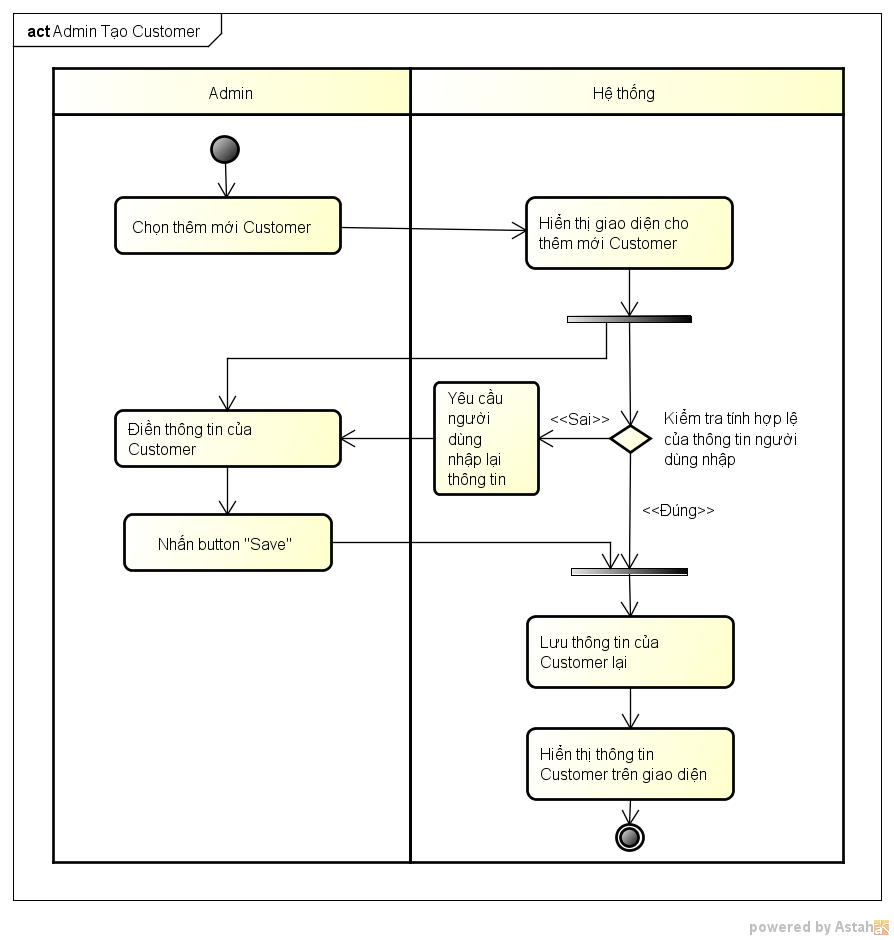 act Admin Tạo Customer
Admin
Hệ thống
Chọn thêm mới Customer
Hiển thị giao diện cho
thêm mới Customer
Điền thông tin của
Customer
Yêu cầu
người
dùng
nhập lại
thông tin
<<Sai>>
Kiểm tra tính hợp lệ
của thông tin người
dùng nhập
<<Đúng>>
Nhấn button "Save"
Lưu thông tin của
Customer lại
Hiển thị thông tin
Customer trên giao diện
powered by Astah